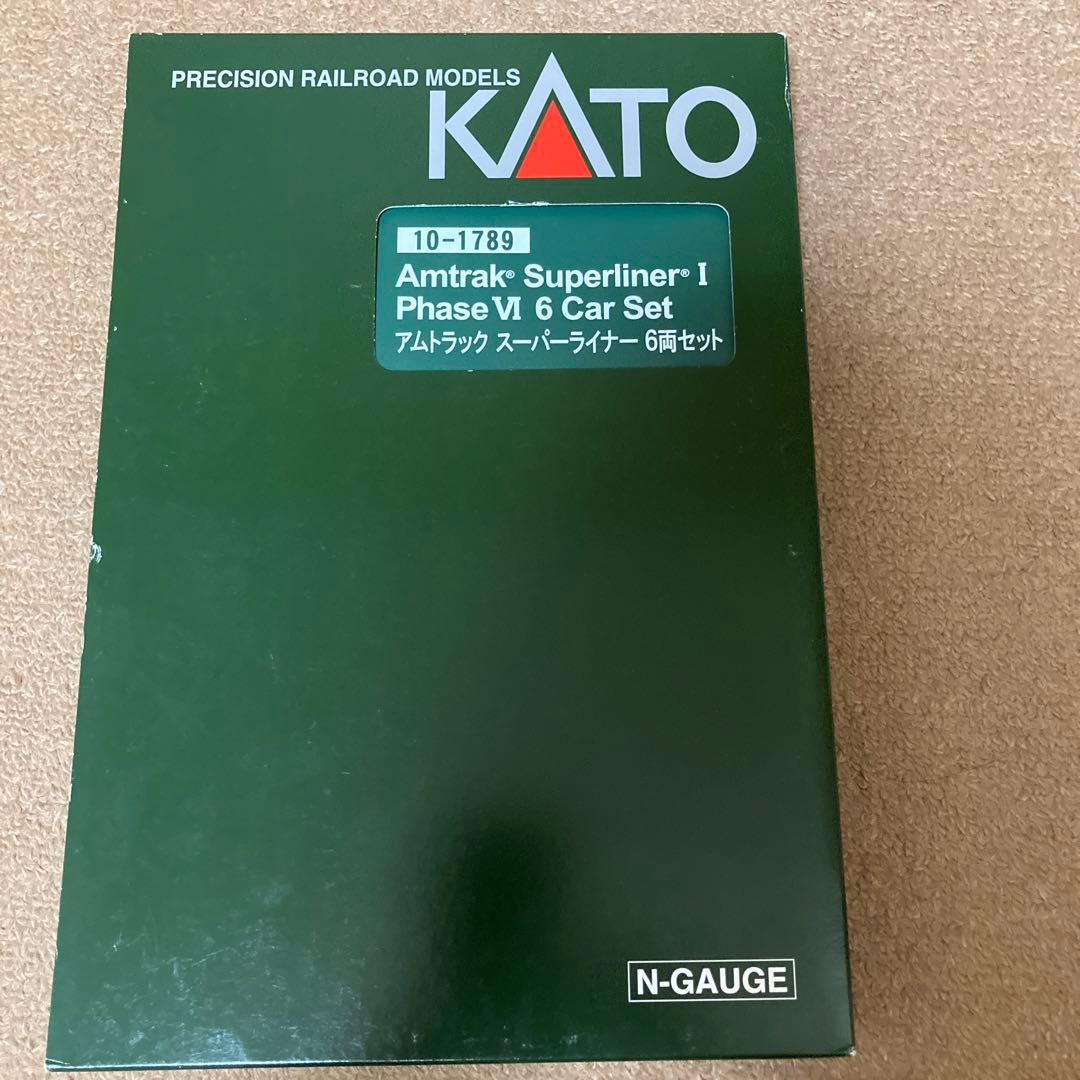 PRECISION RAILROAD MODELS
KATO
10-1789
Amtrak® Superliner® I
Phase Ⅵ 6 Car Set
アムトラック スーパーライナー 6両セット
N-GAUGE